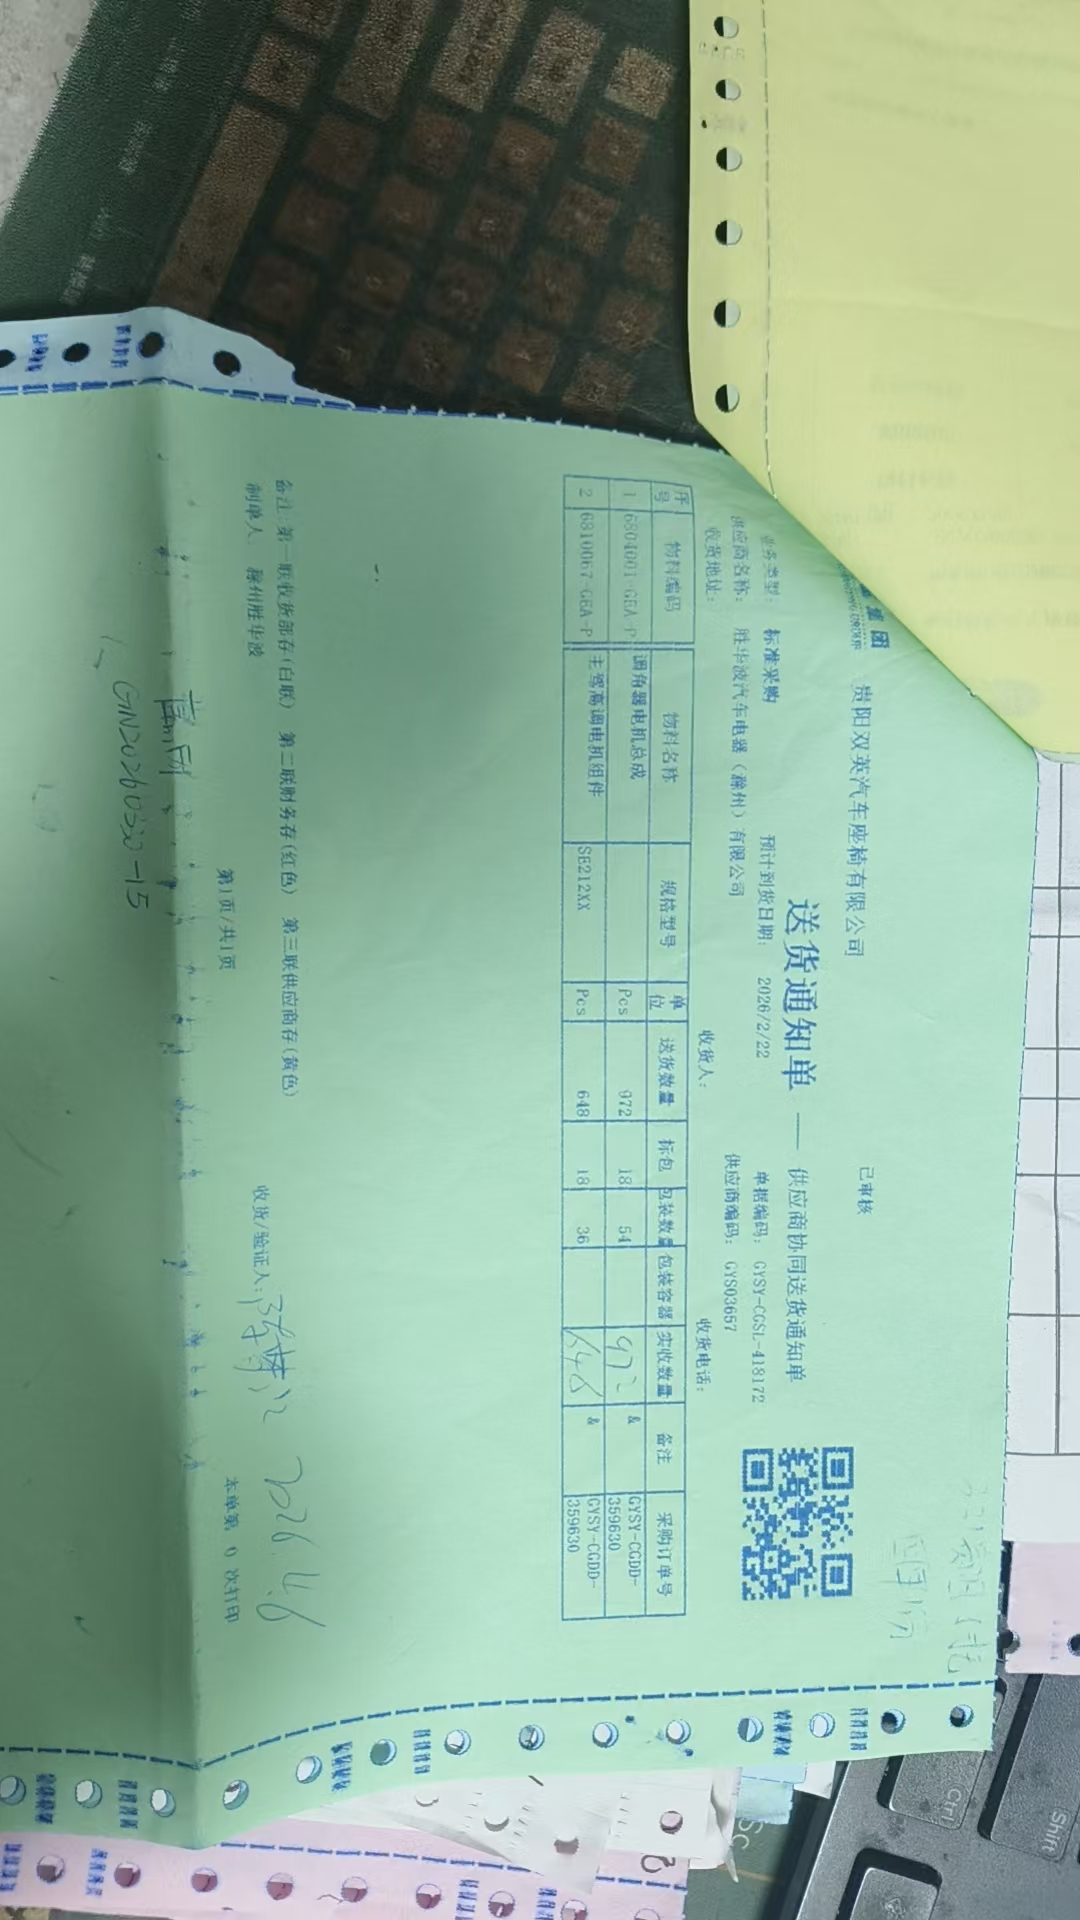 集团
贵阳双英汽车座椅有限公司
已审核
送货通知单 — 供应商协同送货通知单
业务类型: 标准采购 预计到货日期: 2026/2/22 单据编码: GYSY-CGSL-418172
供应商名称: 胜华波汽车电器(滁州)有限公司 供应商编码: GYS03657
收货地址: 收货人: 收货电话:
序号 物料编码 物料名称 规格型号 单位 送货数量 标包 包装数量 包装容器 实收数量 备注 采购订单号
1 6804001-GEA-P 调角器电机总成 Pcs 972 18 54 972 & GYSY-CGDD-359630
2 6810067-GEA-P 主驾高调电机组件 SE212XX Pcs 648 18 36 648 & GYSY-CGDD-359630
备注: 第一联收货部存(白联) 第二联财务存(红色) 第三联供应商存(黄色)
制单人: 滁州胜华波 收货/验证人: 2026.4.6
第1页/共1页 本单第 0 次打印
GN20260320-15
Ctrl
Shift